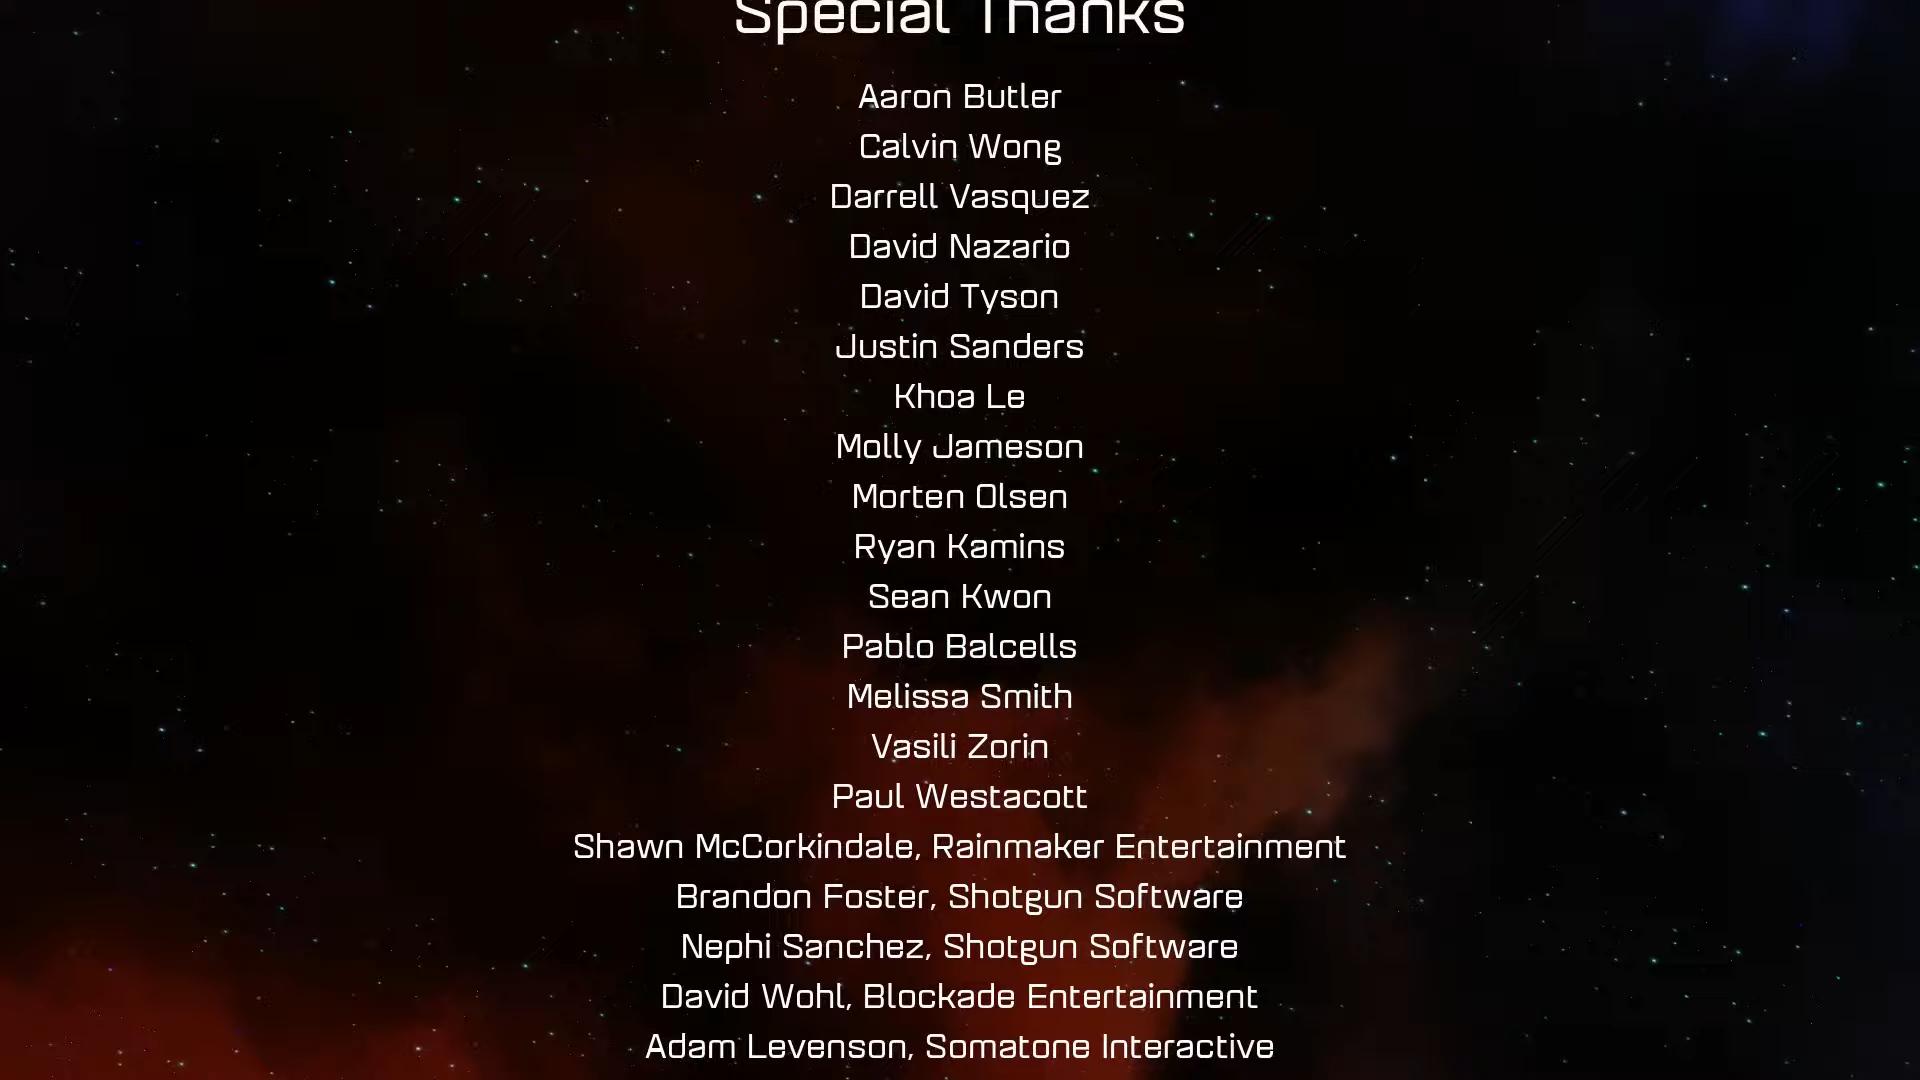 Special Thanks
Aaron Butler
Calvin Wong
Darrell Vasquez
David Nazario
David Tyson
Justin Sanders
Khoa Le
Molly Jameson
Morten Olsen
Ryan Kamins
Sean Kwon
Pablo Balcells
Melissa Smith
Vasili Zorin
Paul Westacott
Shawn McCorkindale, Rainmaker Entertainment
Brandon Foster, Shotgun Software
Nephi Sanchez, Shotgun Software
David Wohl, Blockade Entertainment
Adam Levenson, Somatone Interactive